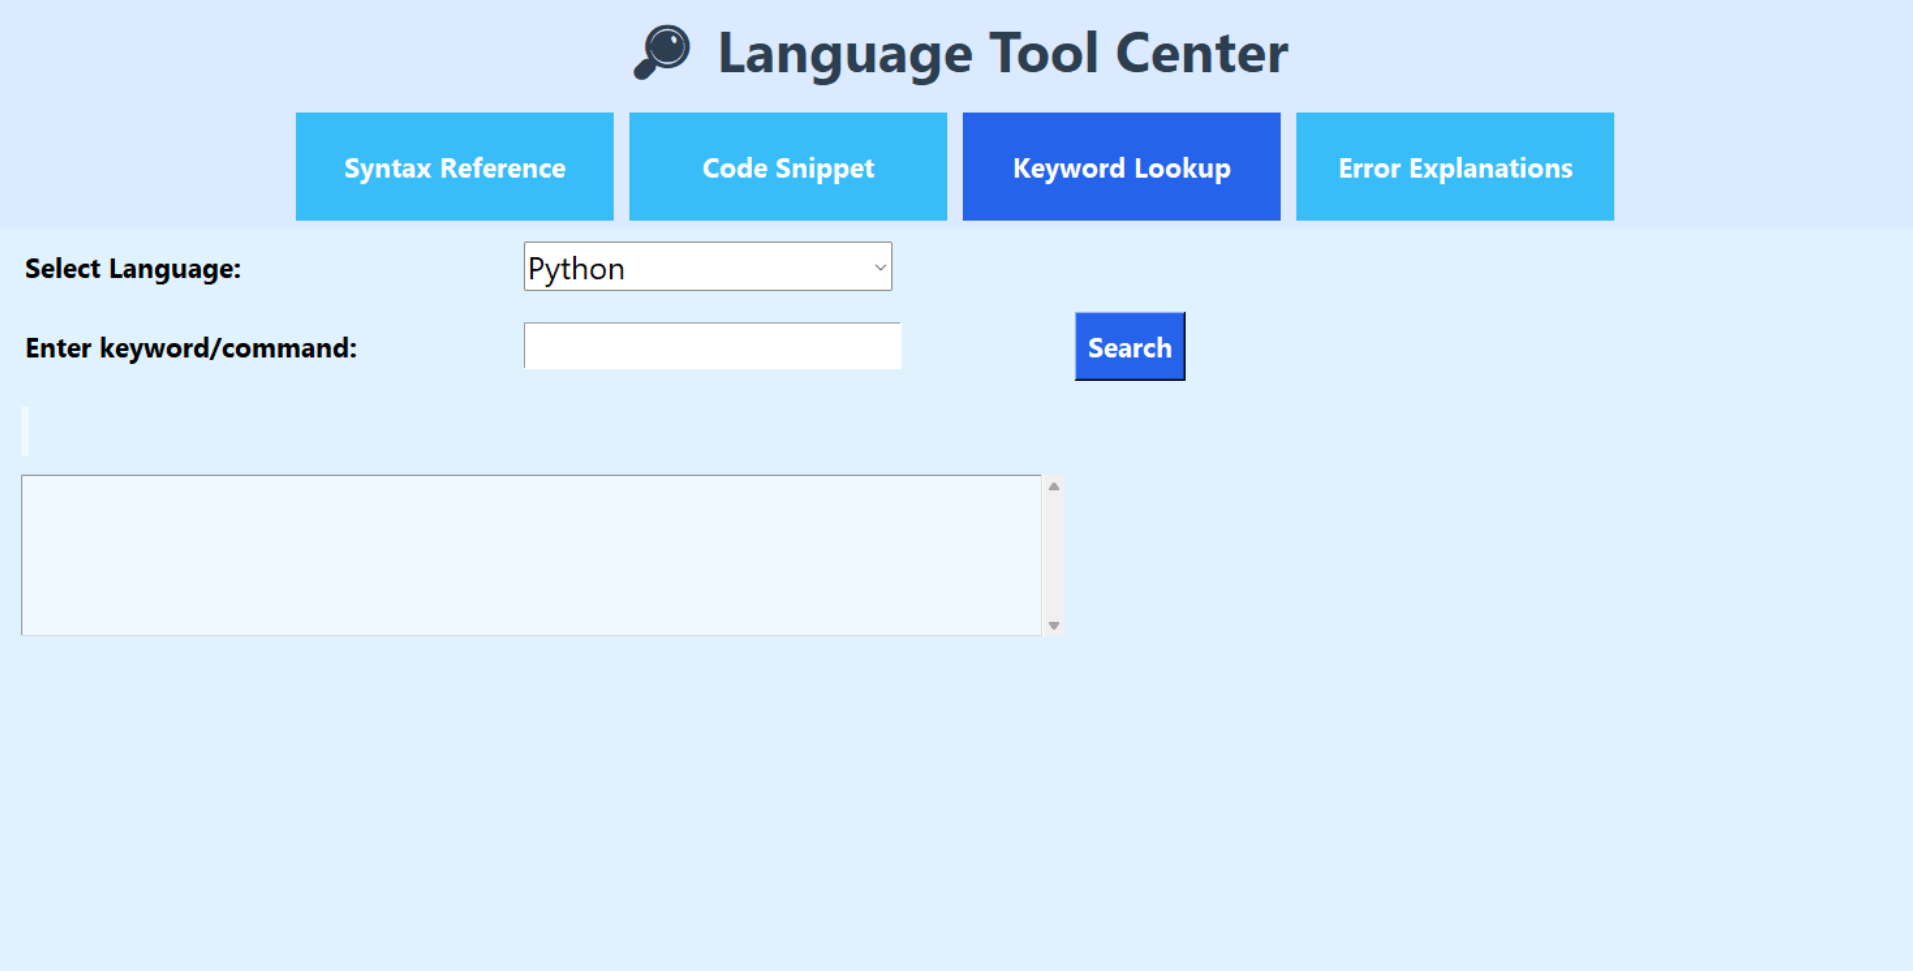 Language Tool Center
Syntax Reference
Code Snippet
Keyword Lookup
Error Explanations
Select Language:
Python
Enter keyword/command:
Search